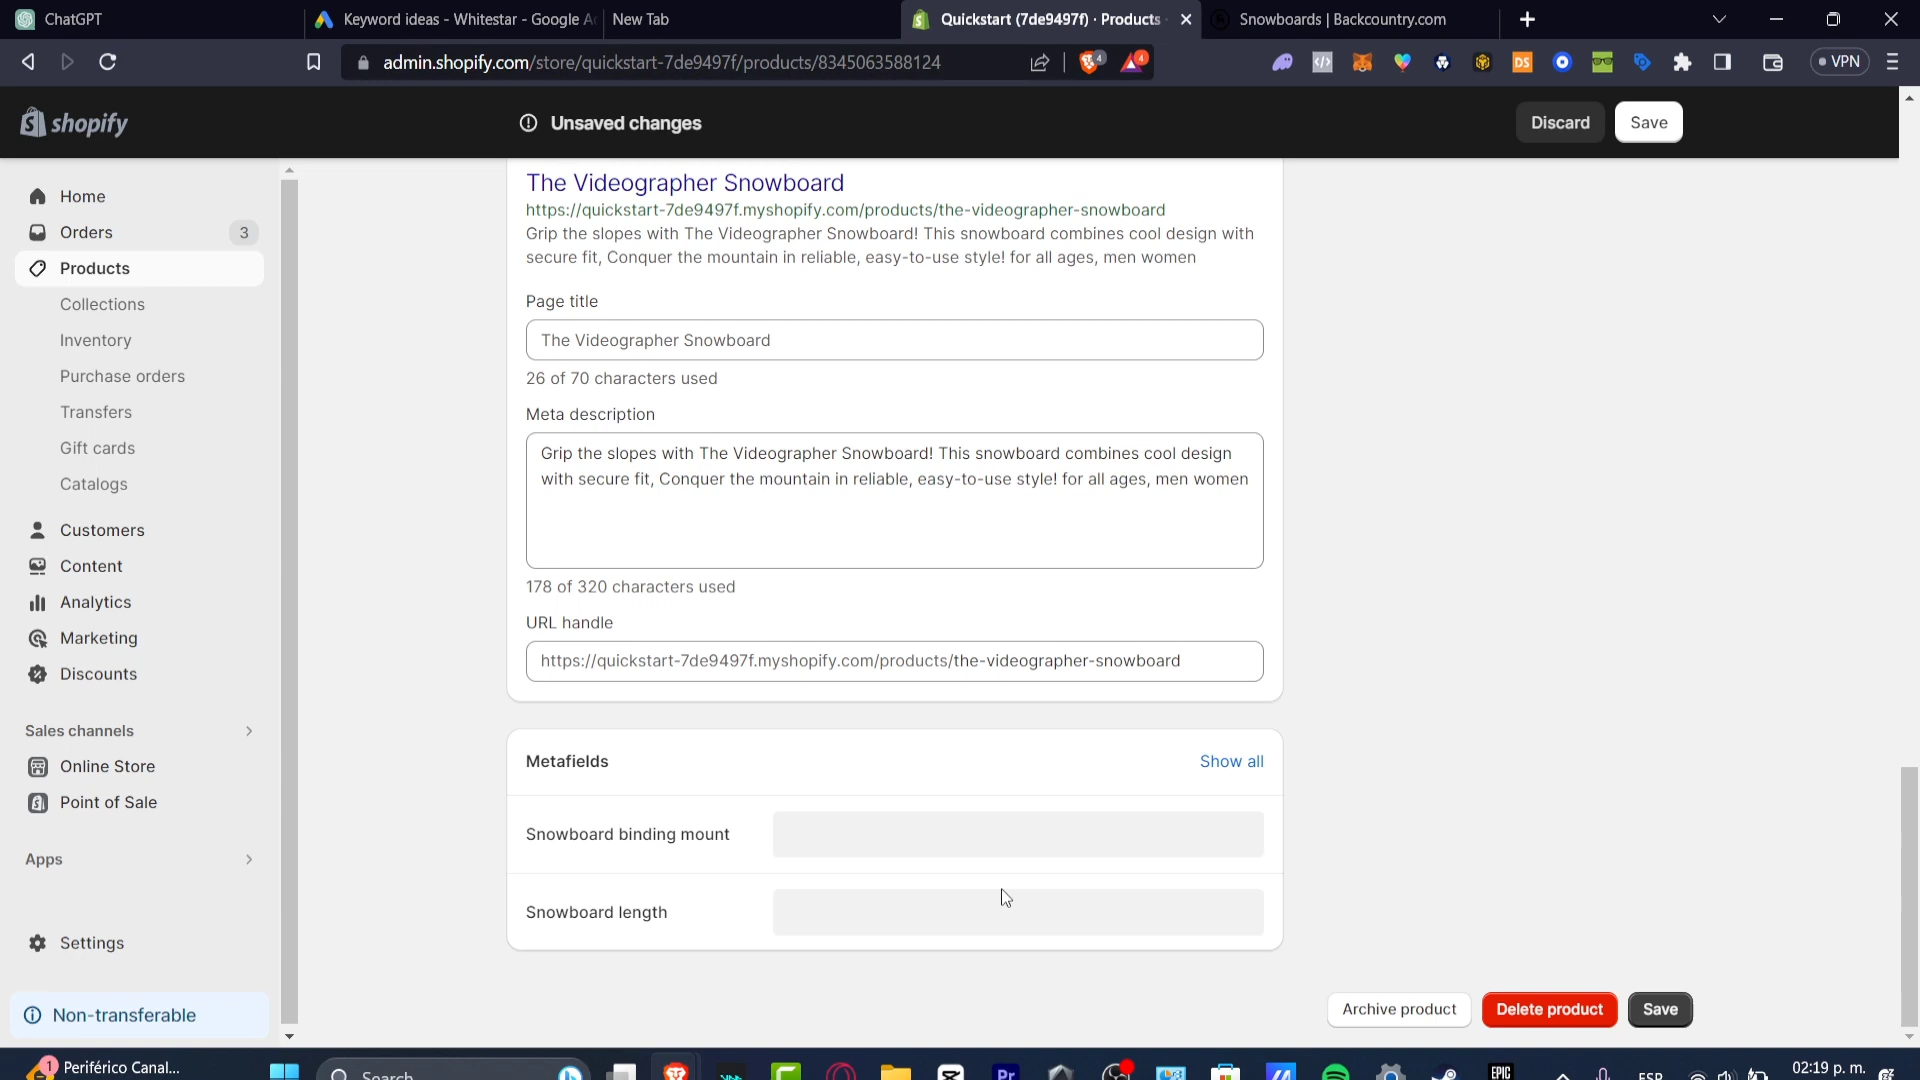 ChatGPT
Keyword ideas - Whitestar - Google A
New Tab
Quickstart (7de9497f) · Products ·
Snowboards | Backcountry.com
admin.shopify.com/store/quickstart-7de9497f/products/8345063588124
4
4
DS
VPN
shopify
Unsaved changes
Discard
Save
Home
Orders
3
Products
Collections
Inventory
Purchase orders
Transfers
Gift cards
Catalogs
Customers
Content
Analytics
Marketing
Discounts
Sales channels
Online Store
Point of Sale
Apps
Settings
Non-transferable
The Videographer Snowboard
https://quickstart-7de9497f.myshopify.com/products/the-videographer-snowboard
Grip the slopes with The Videographer Snowboard! This snowboard combines cool design with
secure fit, Conquer the mountain in reliable, easy-to-use style! for all ages, men women
Page title
The Videographer Snowboard
26 of 70 characters used
Meta description
Grip the slopes with The Videographer Snowboard! This snowboard combines cool design
with secure fit, Conquer the mountain in reliable, easy-to-use style! for all ages, men women
178 of 320 characters used
URL handle
https://quickstart-7de9497f.myshopify.com/products/the-videographer-snowboard
Metafields
Show all
Snowboard binding mount
Snowboard length
Archive product
Delete product
Save
1
Periférico Canal...
Search
Pr
EPIC
ESP
02:19 p. m.